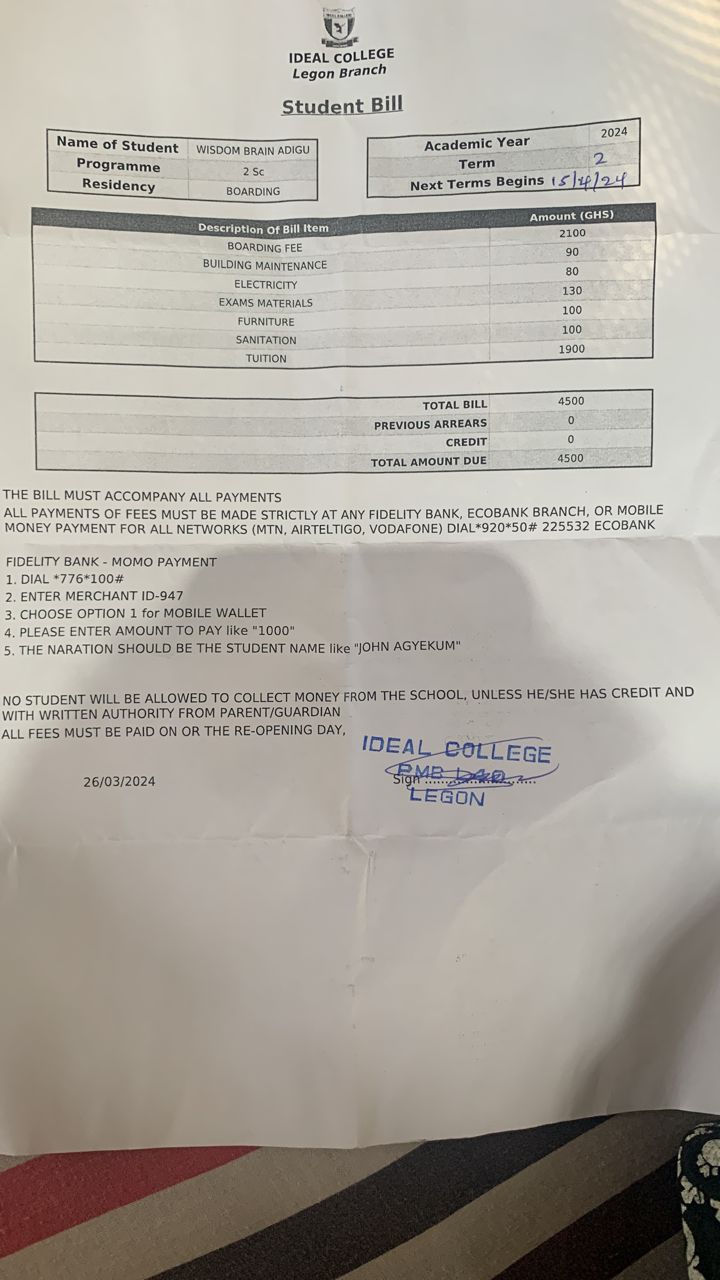 IDEAL COLLEGE
Legon Branch
Student Bill
Name of Student WISDOM BRAIN ADIGU
Programme 2 Sc
Residency BOARDING
Academic Year 2024
Term 2
Next Terms Begins 15/4/24
Description Of Bill Item Amount (GHS)
BOARDING FEE 2100
BUILDING MAINTENANCE 90
ELECTRICITY 80
EXAMS MATERIALS 130
FURNITURE 100
SANITATION 100
TUITION 1900
TOTAL BILL 4500
PREVIOUS ARREARS 0
CREDIT 0
TOTAL AMOUNT DUE 4500
THE BILL MUST ACCOMPANY ALL PAYMENTS
ALL PAYMENTS OF FEES MUST BE MADE STRICTLY AT ANY FIDELITY BANK, ECOBANK BRANCH, OR MOBILE
MONEY PAYMENT FOR ALL NETWORKS (MTN, AIRTELTIGO, VODAFONE) DIAL*920*50# 225532 ECOBANK
FIDELITY BANK - MOMO PAYMENT
1. DIAL *776*100#
2. ENTER MERCHANT ID-947
3. CHOOSE OPTION 1 for MOBILE WALLET
4. PLEASE ENTER AMOUNT TO PAY like "1000"
5. THE NARATION SHOULD BE THE STUDENT NAME like "JOHN AGYEKUM"
NO STUDENT WILL BE ALLOWED TO COLLECT MONEY FROM THE SCHOOL, UNLESS HE/SHE HAS CREDIT AND
WITH WRITTEN AUTHORITY FROM PARENT/GUARDIAN
ALL FEES MUST BE PAID ON OR THE RE-OPENING DAY,
IDEAL COLLEGE
PMB
26/03/2024 Sign
LEGON